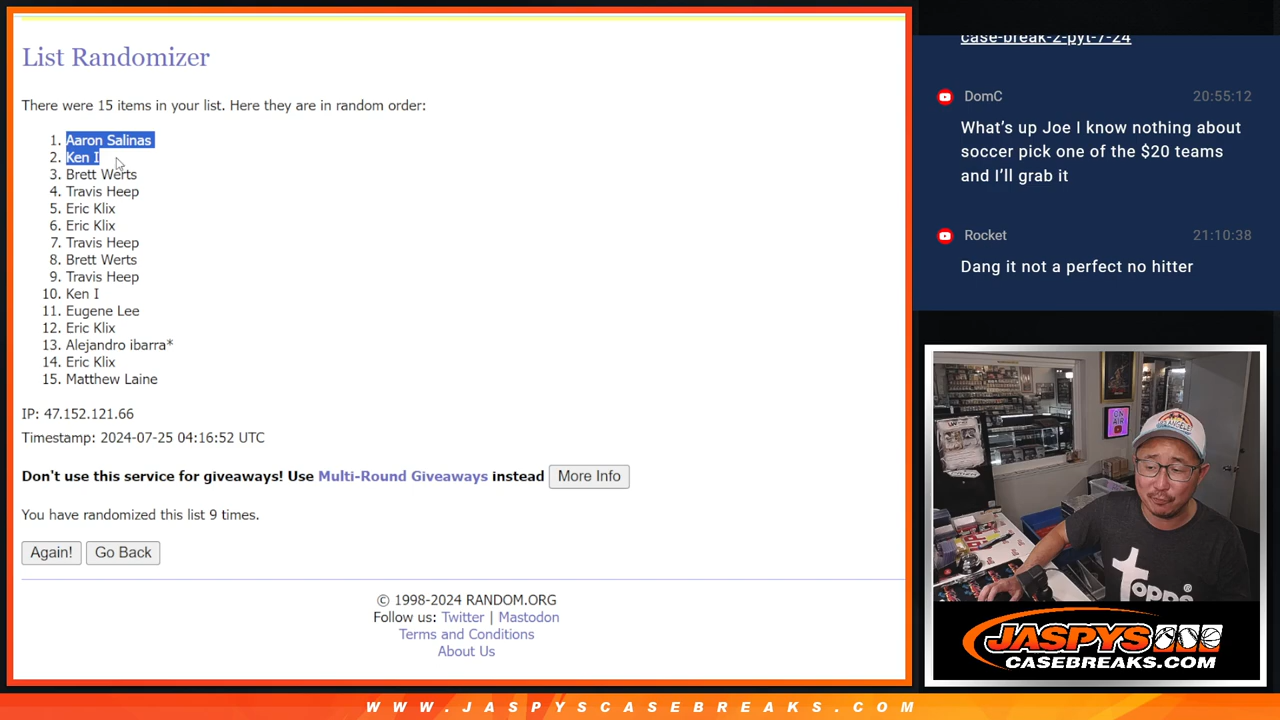 List Randomizer
There were 15 items in your list. Here they are in random order:
1. Aaron Salinas
2. Ken I
3. Brett Werts
4. Travis Heep
5. Eric Klix
6. Eric Klix
7. Travis Heep
8. Brett Werts
9. Travis Heep
10. Ken I
11. Eugene Lee
12. Eric Klix
13. Alejandro ibarra*
14. Eric Klix
15. Matthew Laine
IP: 47.152.121.66
Timestamp: 2024-07-25 04:16:52 UTC
Don't use this service for giveaways! Use Multi-Round Giveaways instead More Info
You have randomized this list 9 times.
Again! Go Back
© 1998-2024 RANDOM.ORG
Follow us: Twitter | Mastodon
Terms and Conditions
About Us
case-break-2-pyt-7-24
DomC 20:55:12
What’s up Joe I know nothing about
soccer pick one of the $20 teams
and I’ll grab it
Rocket 21:10:38
Dang it not a perfect no hitter
ON
AIR
ANGELS
topps®
JASPYS
CASEBREAKS.COM
WWW.JASPYSCASEBREAKS.COM